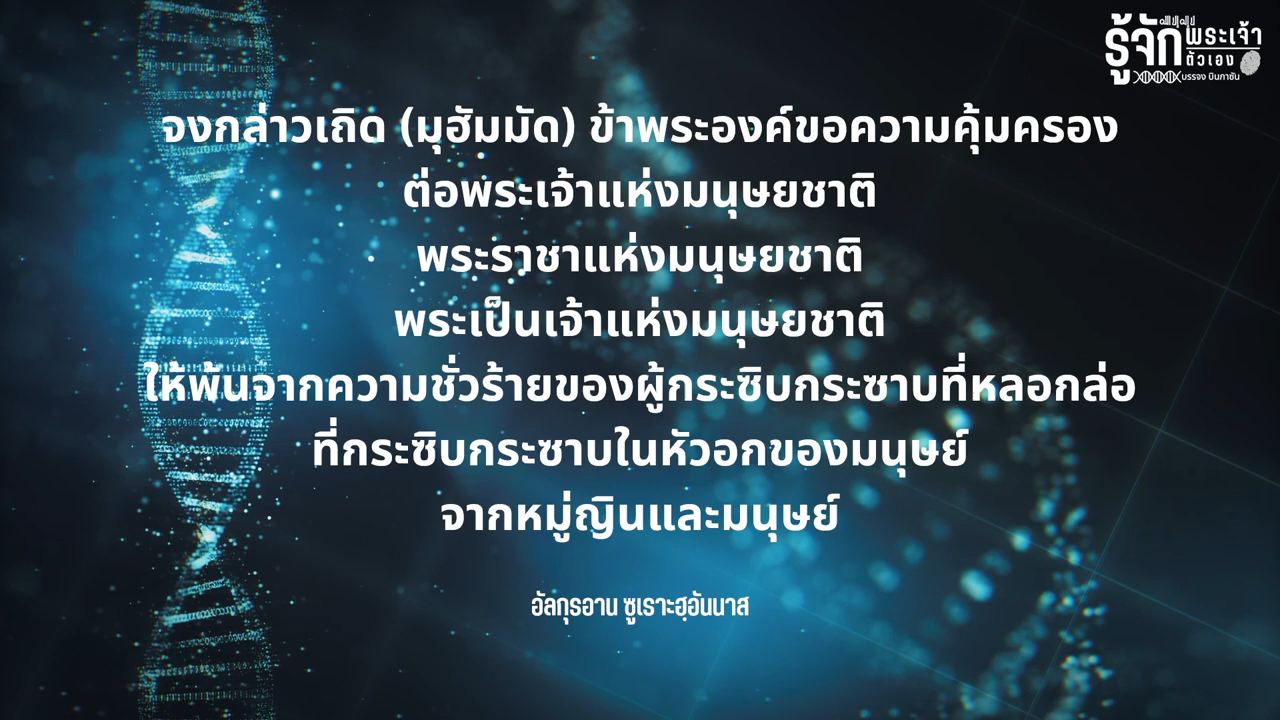 รู้จัก
พระเจ้า
ตัวเอง
บรรจง บินกาซัน
จงกล่าวเถิด (มุฮัมมัด) ข้าพระองค์ขอความคุ้มครอง
ต่อพระเจ้าแห่งมนุษยชาติ
พระราชาแห่งมนุษยชาติ
พระเป็นเจ้าแห่งมนุษยชาติ
ให้พ้นจากความชั่วร้ายของผู้กระซิบกระซาบที่หลอกล่อ
ที่กระซิบกระซาบในหัวอกของมนุษย์
จากหมู่ญินและมนุษย์
อัลกุรอาน ซูเราะฮฺอันนาส